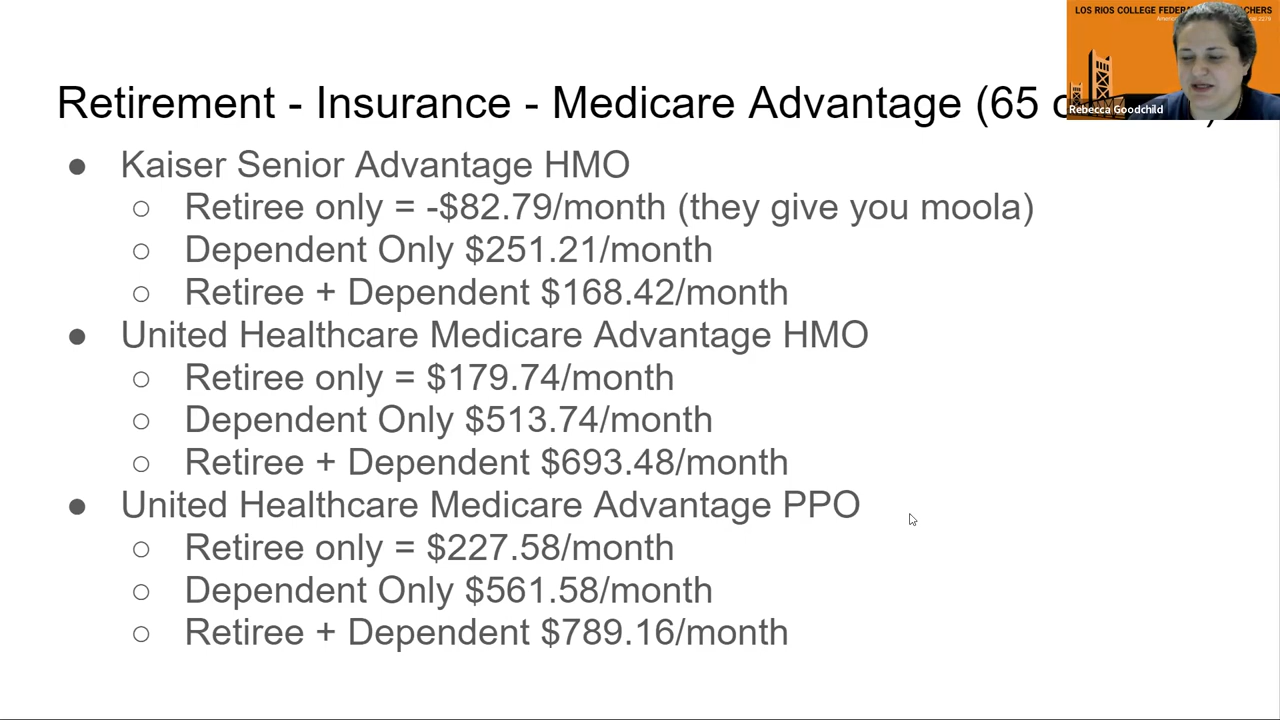 LOS RIOS COLLEGE FEDER CHERS
Rebecca Goodchild
Retirement - Insurance - Medicare Advantage (65
● Kaiser Senior Advantage HMO
○ Retiree only = -$82.79/month (they give you moola)
○ Dependent Only $251.21/month
○ Retiree + Dependent $168.42/month
● United Healthcare Medicare Advantage HMO
○ Retiree only = $179.74/month
○ Dependent Only $513.74/month
○ Retiree + Dependent $693.48/month
● United Healthcare Medicare Advantage PPO
○ Retiree only = $227.58/month
○ Dependent Only $561.58/month
○ Retiree + Dependent $789.16/month